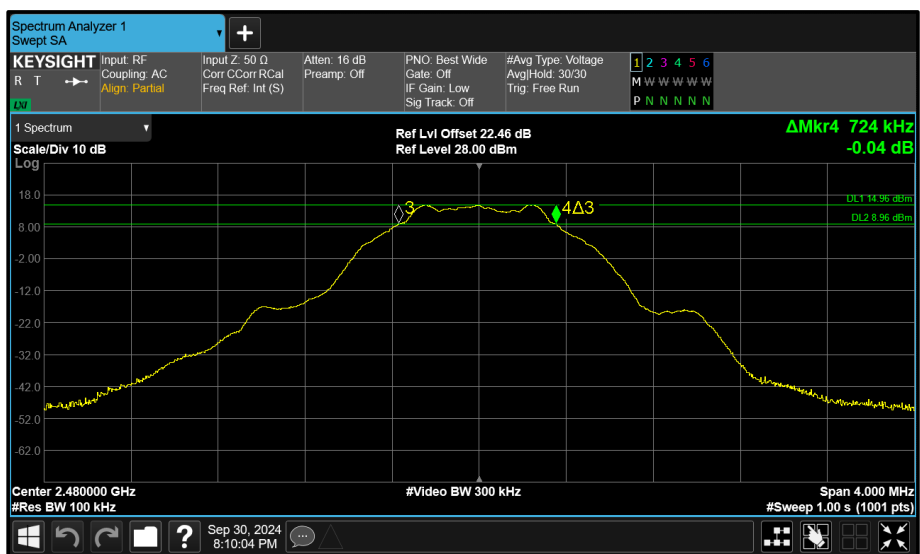 Spectrum Analyzer 1
Swept SA
+
KEYSIGHT
R T
LXI
Input: RF
Coupling: AC
Align: Partial
Input Z: 50 Ω
Corr CCorr RCal
Freq Ref: Int (S)
Atten: 16 dB
Preamp: Off
PNO: Best Wide
Gate: Off
IF Gain: Low
Sig Track: Off
#Avg Type: Voltage
Avg|Hold: 30/30
Trig: Free Run
1 2 3 4 5 6
M W W W W W
P N N N N N
1 Spectrum
Scale/Div 10 dB
Ref Lvl Offset 22.46 dB
Ref Level 28.00 dBm
ΔMkr4 724 kHz
-0.04 dB
Log
18.0
8.00
-2.00
-12.0
-22.0
-32.0
-42.0
-52.0
-62.0
3
4Δ3
DL1 14.96 dBm
DL2 8.96 dBm
Center 2.480000 GHz
#Res BW 100 kHz
#Video BW 300 kHz
Span 4.000 MHz
#Sweep 1.00 s (1001 pts)
?
Sep 30, 2024
8:10:04 PM